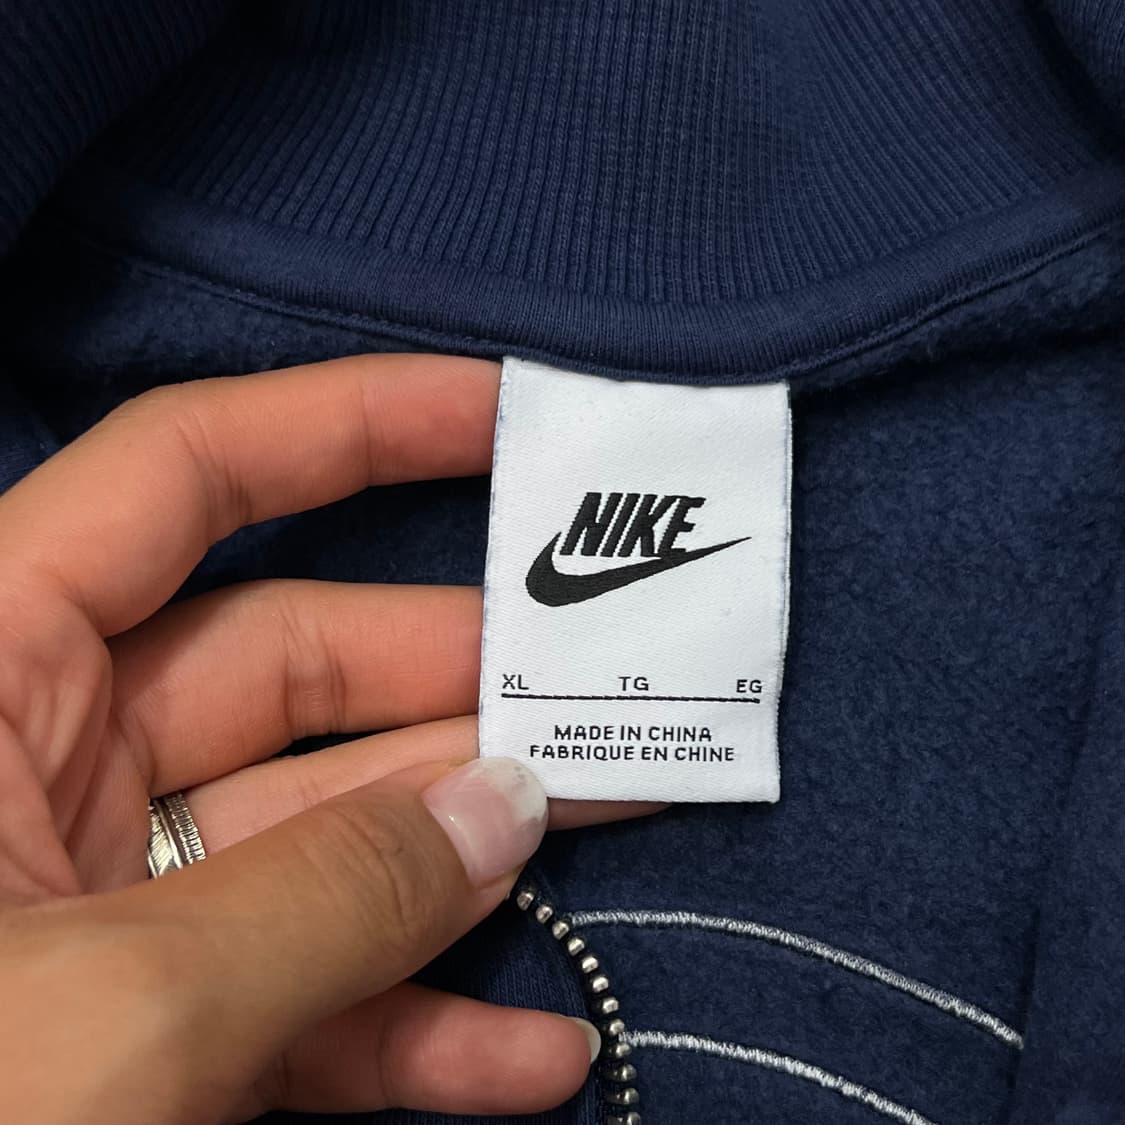 NIKE
XL TG EG
MADE IN CHINA
FABRIQUE EN CHINE